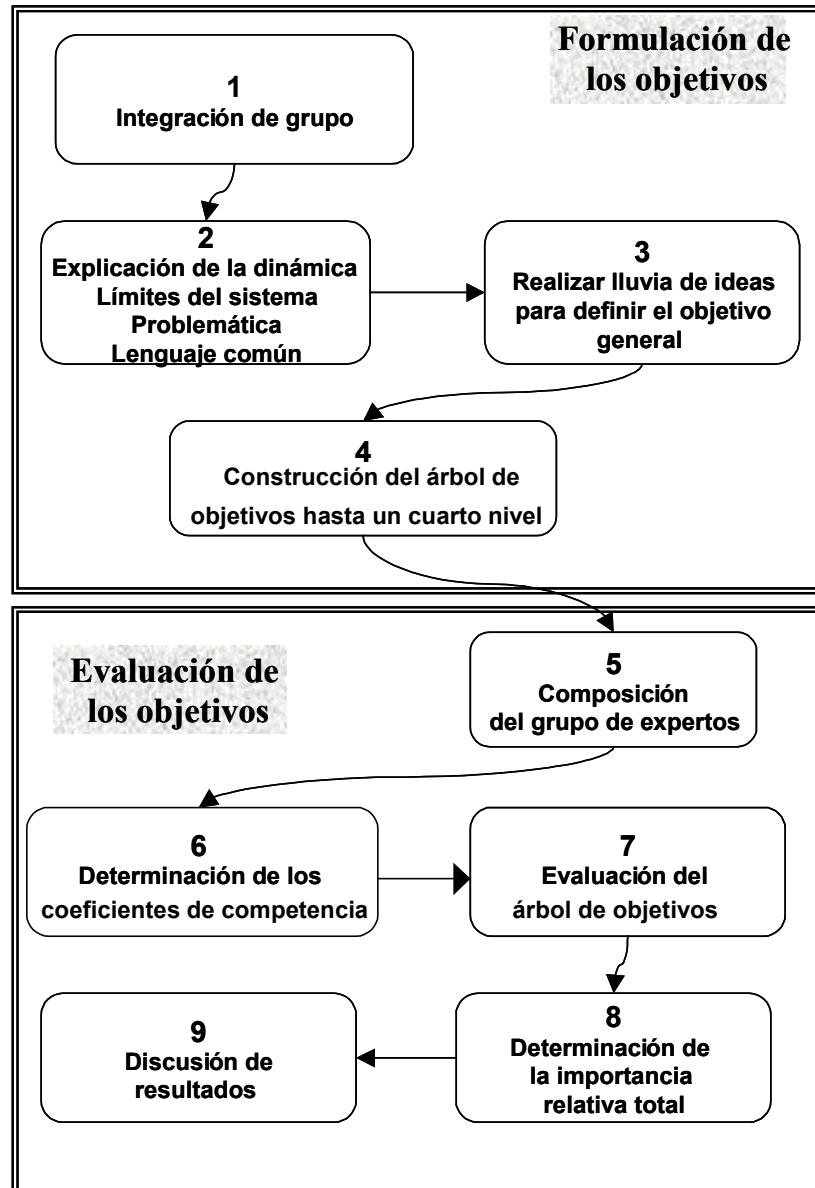 Formulación de
los objetivos
1
Integración de grupo
2
Explicación de la dinámica
Límites del sistema
Problemática
Lenguaje común
3
Realizar lluvia de ideas
para definir el objetivo
general
4
Construcción del árbol de
objetivos hasta un cuarto nivel
Evaluación de
los objetivos
5
Composición
del grupo de expertos
6
Determinación de los
coeficientes de competencia
7
Evaluación del
árbol de objetivos
8
Determinación de
la importancia
relativa total
9
Discusión de
resultados